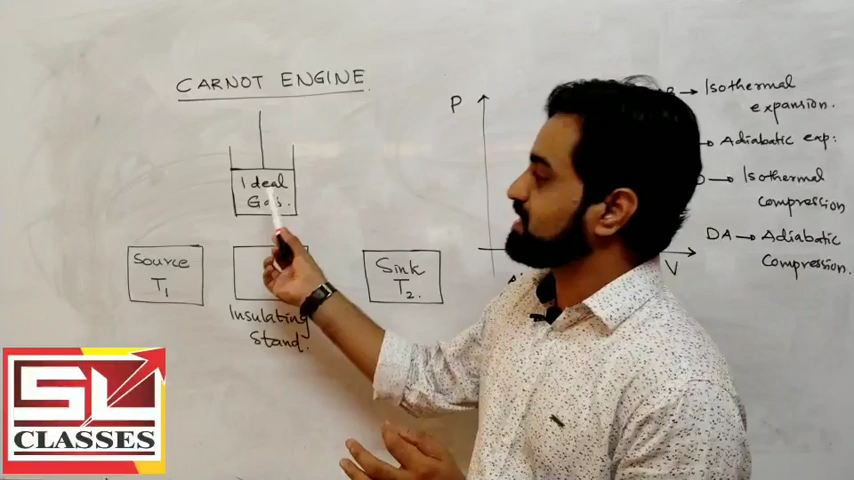 CARNOT ENGINE
Ideal
Gas.
Source
T1
Insulating
Stand.
Sink
T2.
P
V
B → Isothermal
expansion.
→ Adiabatic exp:
→ Isothermal
compression
DA → Adiabatic
Compression.
SL
CLASSES